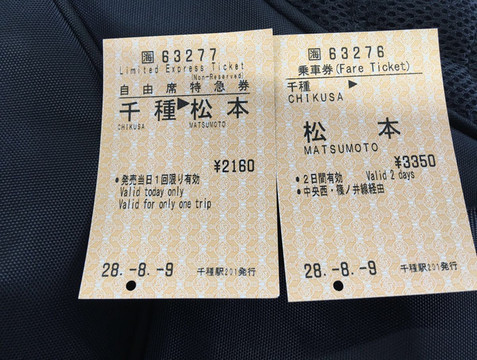 海 63277
Limited Express Ticket
(Non-Reserved)
自由席特急券
千種▶松本
CHIKUSA MATSUMOTO
¥2160
●発売当日1回限り有効
Valid today only
Valid for only one trip
28.-8.-9 千種駅201発行
海 63276
乗車券(Fare Ticket)
千種 ▶
CHIKUSA
松本
MATSUMOTO
¥3350
●2日間有効 Valid 2 days
●中央西・篠ノ井線経由
28.-8.-9 千種駅201発行